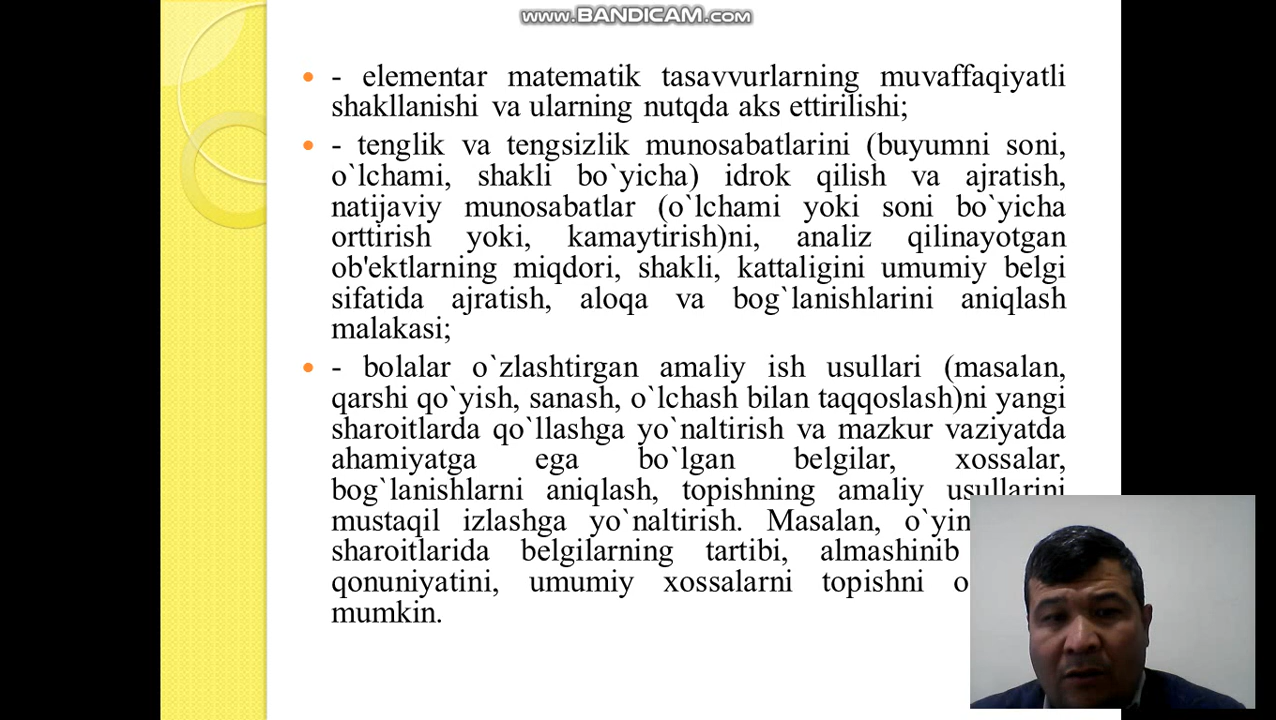 www.BANDICAM.com
- elementar matematik tasavvurlarning muvaffaqiyatli
shakllanishi va ularning nutqda aks ettirilishi;
- tenglik va tengsizlik munosabatlarini (buyumni soni,
o`lchami, shakli bo`yicha) idrok qilish va ajratish,
natijaviy munosabatlar (o`lchami yoki soni bo`yicha
orttirish yoki, kamaytirish)ni, analiz qilinayotgan
ob'ektlarning miqdori, shakli, kattaligini umumiy belgi
sifatida ajratish, aloqa va bog`lanishlarini aniqlash
malakasi;
- bolalar o`zlashtirgan amaliy ish usullari (masalan,
qarshi qo`yish, sanash, o`lchash bilan taqqoslash)ni yangi
sharoitlarda qo`llashga yo`naltirish va mazkur vaziyatda
ahamiyatga ega bo`lgan belgilar, xossalar,
bog`lanishlarni aniqlash, topishning amaliy usullarini
mustaqil izlashga yo`naltirish. Masalan, o`yin
sharoitlarida belgilarning tartibi, almashinib
qonuniyatini, umumiy xossalarni topishni
mumkin.